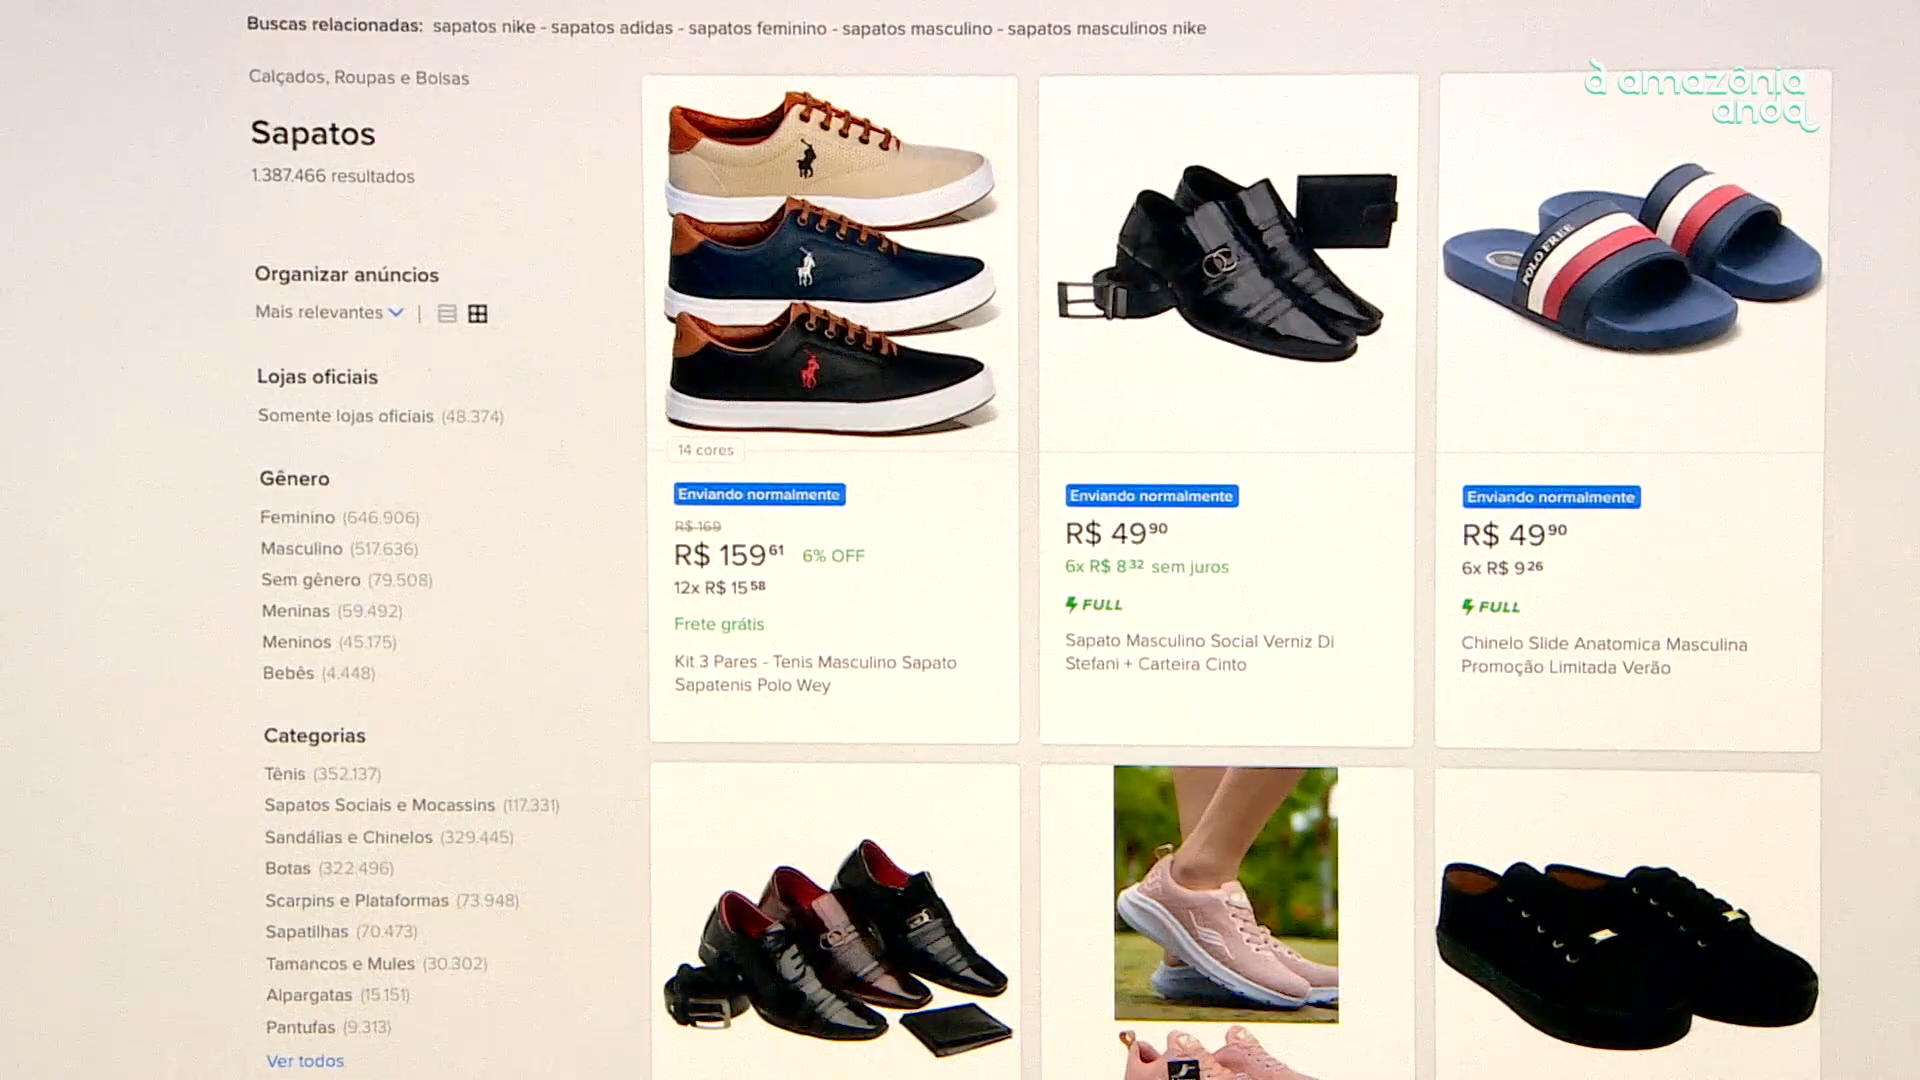 Buscas relacionadas: sapatos nike - sapatos adidas - sapatos feminino - sapatos masculino - sapatos masculinos nike
Calçados, Roupas e Bolsas
Sapatos
1.387.466 resultados
Organizar anúncios
Mais relevantes |
Lojas oficiais
Somente lojas oficiais (48.374)
Gênero
Feminino (646.906)
Masculino (517.636)
Sem gênero (79.508)
Meninas (59.492)
Meninos (45.175)
Bebês (4.448)
Categorias
Tênis (352.137)
Sapatos Sociais e Mocassins (117.331)
Sandálias e Chinelos (329.445)
Botas (322.496)
Scarpins e Plataformas (73.948)
Sapatilhas (70.473)
Tamancos e Mules (30.302)
Alpargatas (15.151)
Pantufas (9.313)
Ver todos
14 cores
Enviando normalmente
R$ 169
R$ 159 61 6% OFF
12x R$ 15 58
Frete grátis
Kit 3 Pares - Tenis Masculino Sapato
Sapatenis Polo Wey
Enviando normalmente
R$ 49 90
6x R$ 8 32 sem juros
FULL
Sapato Masculino Social Verniz Di
Stefani + Carteira Cinto
POLO FREE
Enviando normalmente
R$ 49 90
6x R$ 9 26
FULL
Chinelo Slide Anatomica Masculina
Promoção Limitada Verão
à amazônia
anda